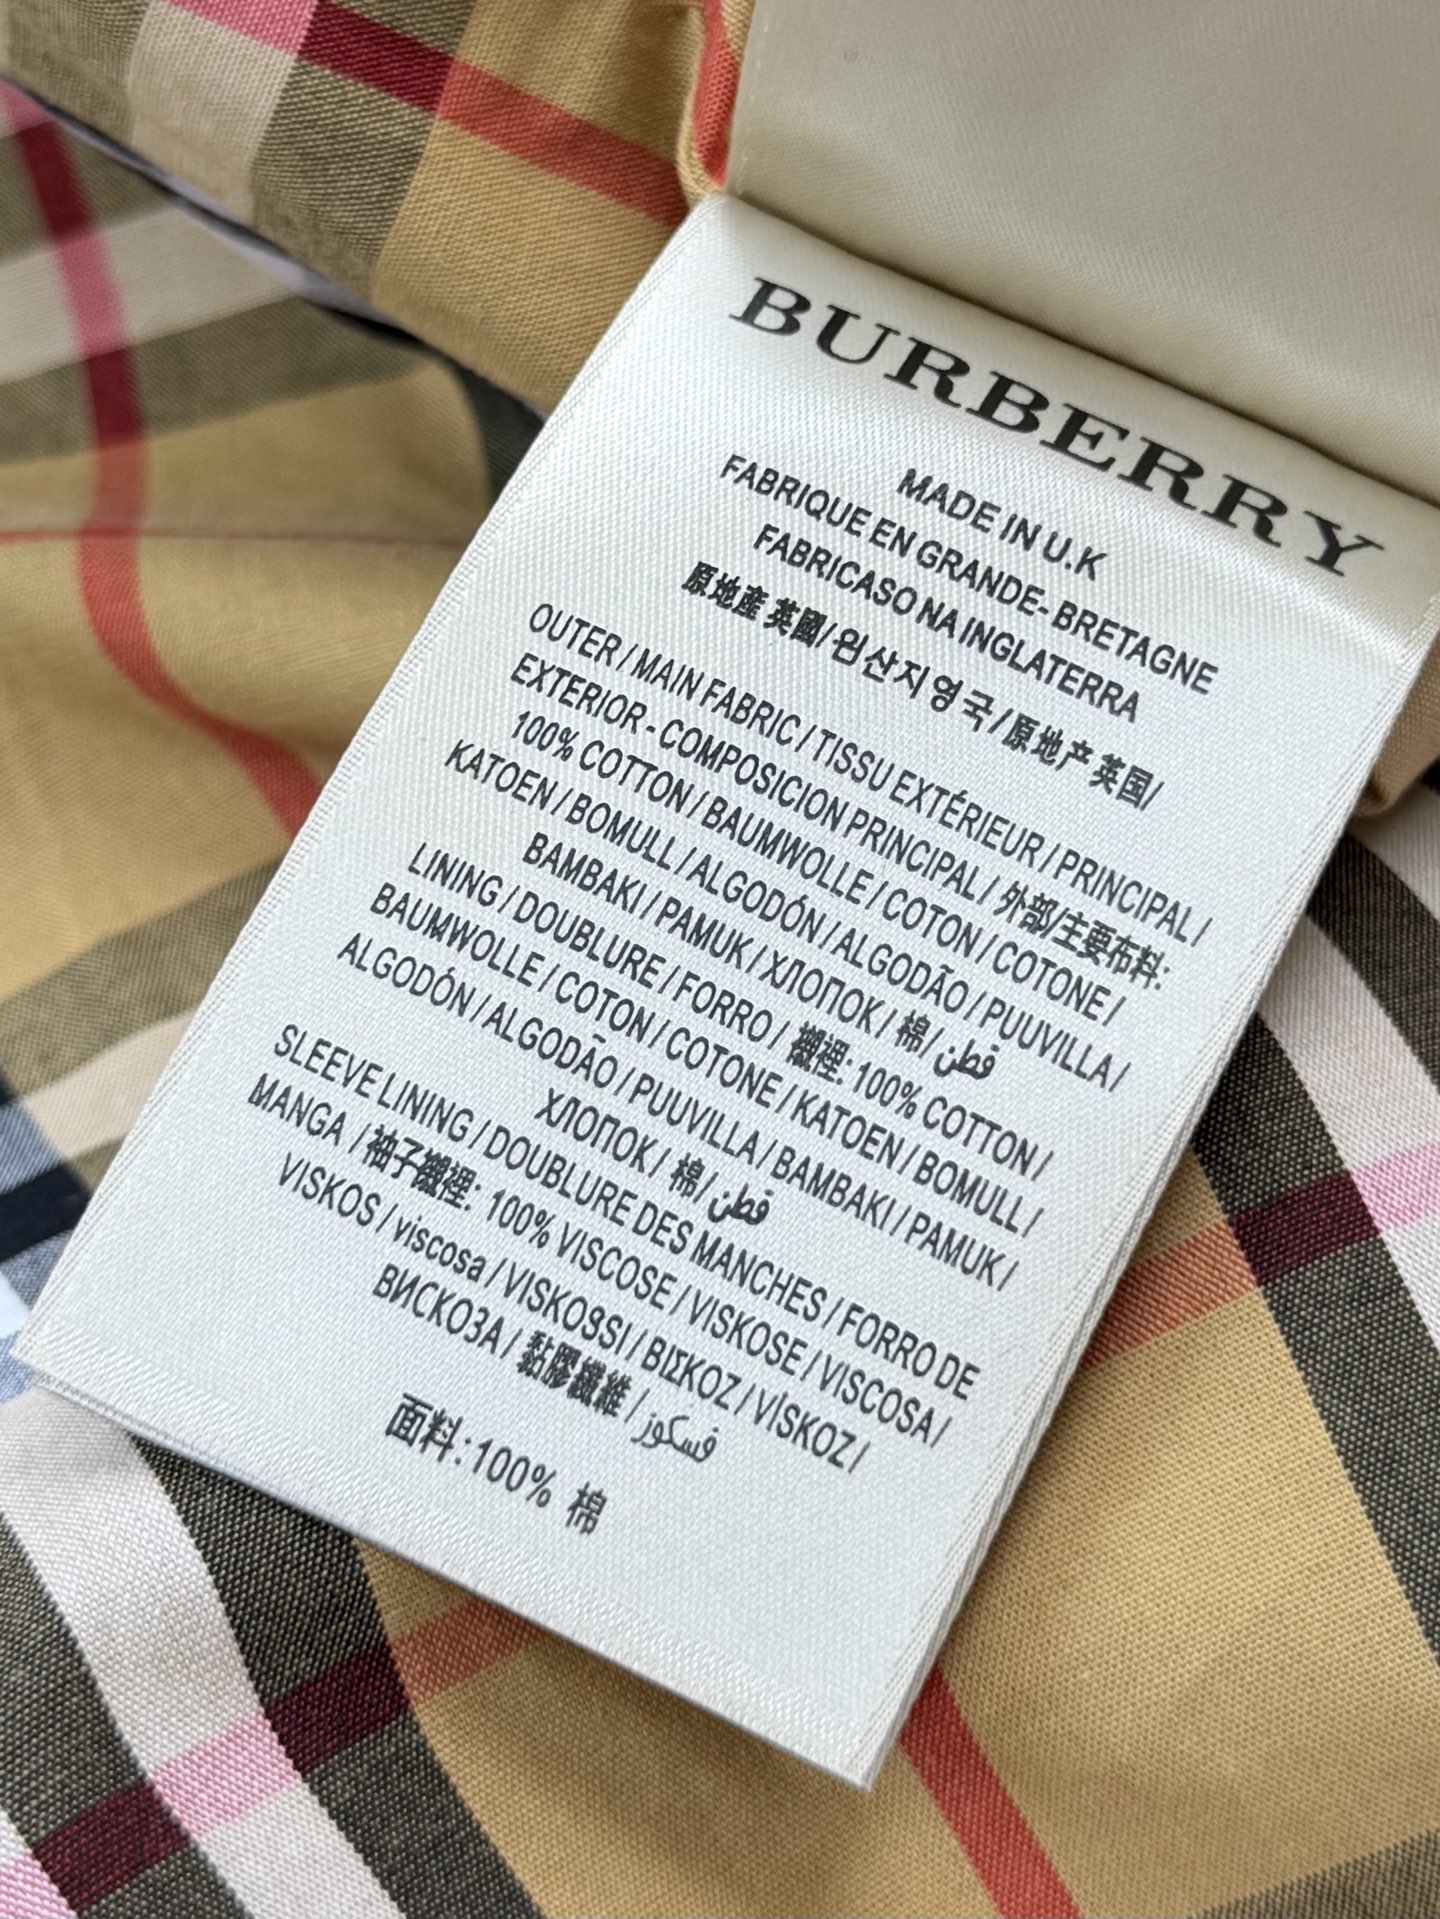 BURBERRY
MADE IN U.K
FABRIQUE EN GRANDE-BRETAGNE
FABRICASO NA INGLATERRA
原地產 英國/원산지 영국/原地产 英国/
OUTER / MAIN FABRIC / TISSU EXTÉRIEUR / PRINCIPAL /
EXTERIOR - COMPOSICION PRINCIPAL / 外部/主要布料:
100% COTTON / BAUMWOLLE / COTON / COTONE /
KATOEN / BOMULL / ALGODÓN / ALGODÃO / PUUVILLA /
BAMBAKI / PAMUK / ХЛОПОК / 棉/ قطن
LINING / DOUBLURE / FORRO / 襯裡: 100% COTTON /
BAUMWOLLE / COTON / COTONE / KATOEN / BOMULL /
ALGODÓN / ALGODÃO / PUUVILLA / BAMBAKI / PAMUK /
ХЛОПОК / 棉/ قطن
SLEEVE LINING / DOUBLURE DES MANCHES / FORRO DE
MANGA / 袖子襯裡: 100% VISCOSE / VISKOSE / VISCOSA /
VISKOS / viscosa / VISKOSSI / ΒΙΣΚΟΖ / VİSKOZ /
ВИСКОЗА / 黏膠纖維 / فسكوز
面料:100% 棉